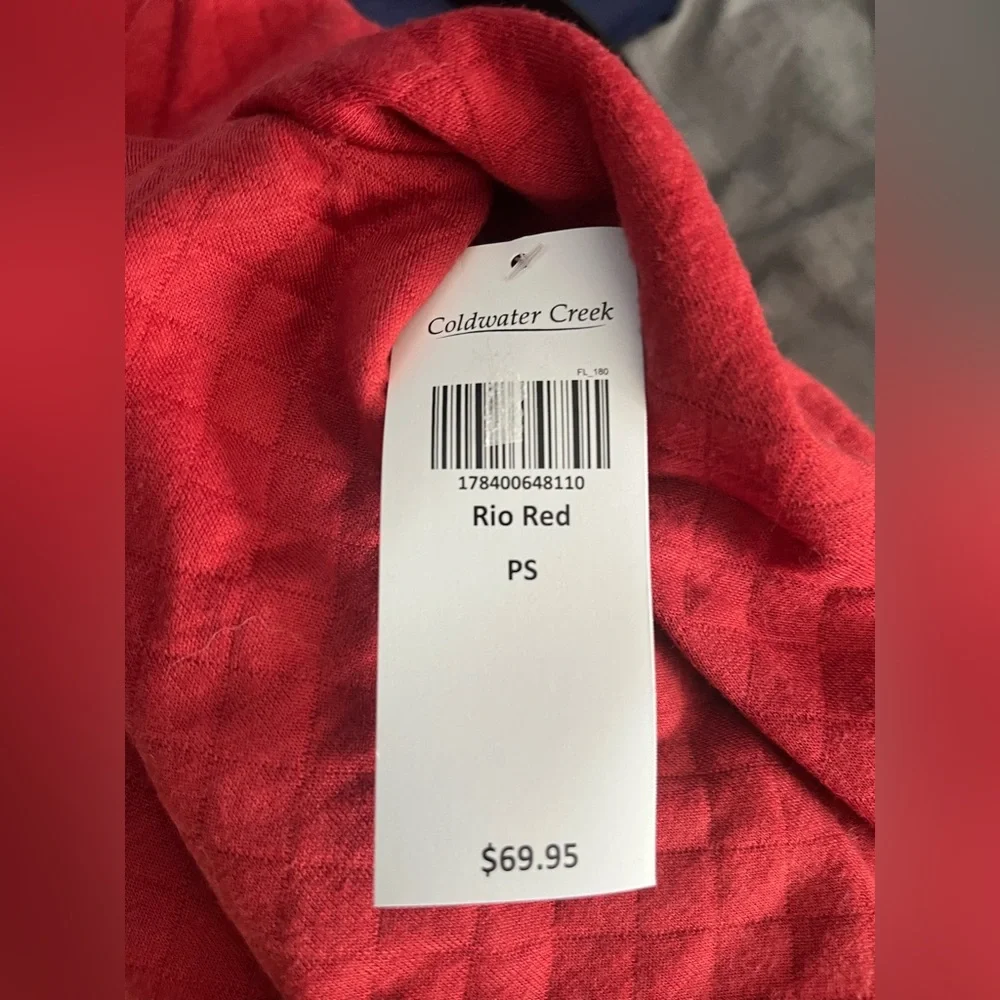 Coldwater Creek
FL_180
178400648110
Rio Red
PS
$69.95